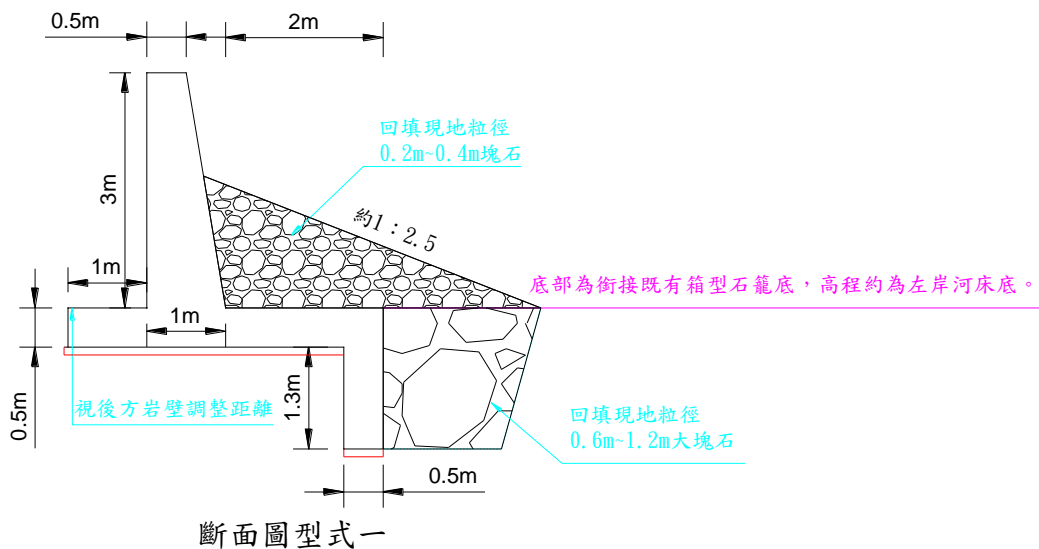 0.5m
2m
回填現地粒徑
0.2m~0.4m塊石
3m
約1：2.5
1m
底部為銜接既有箱型石籠底，高程約為左岸河床底。
1m
0.5m
視後方岩壁調整距離
1.3m
回填現地粒徑
0.6m~1.2m大塊石
0.5m
斷面圖型式一